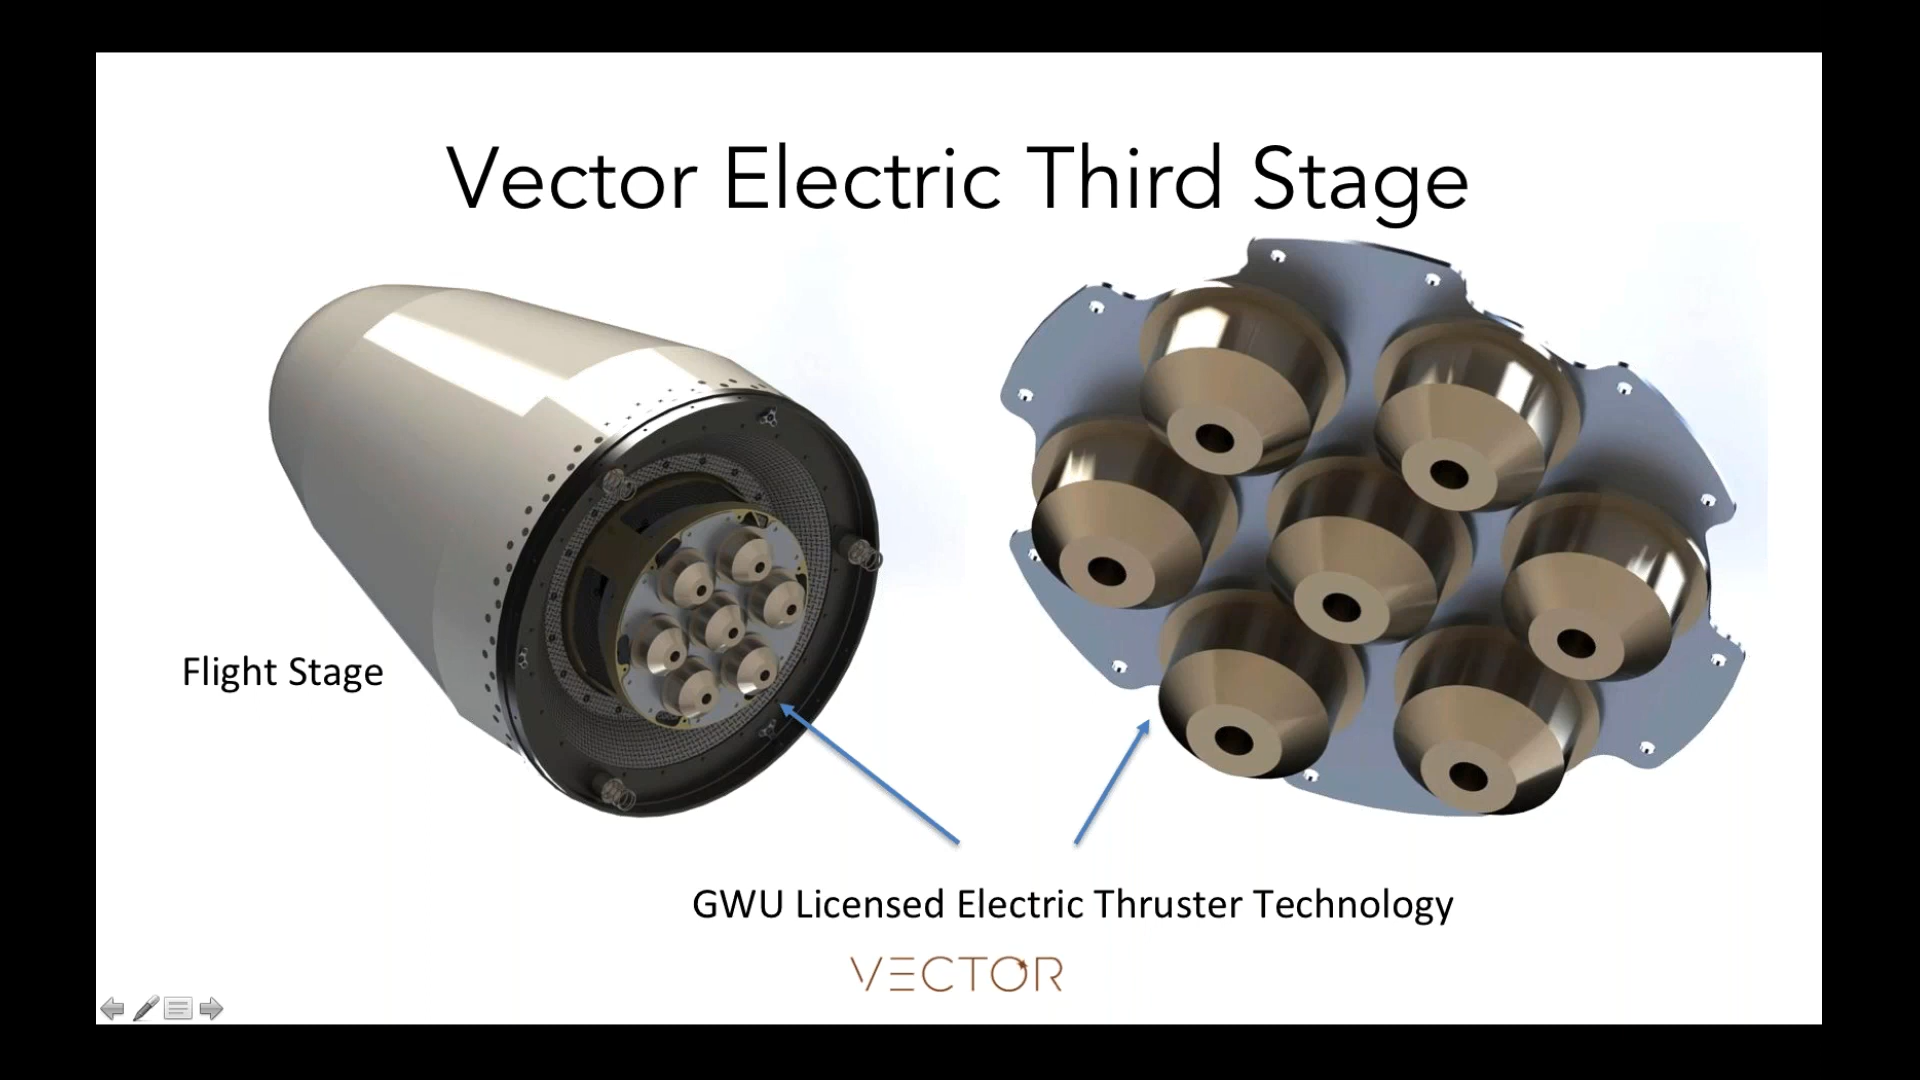 Vector Electric Third Stage
Flight Stage
GWU Licensed Electric Thruster Technology
VECTOR